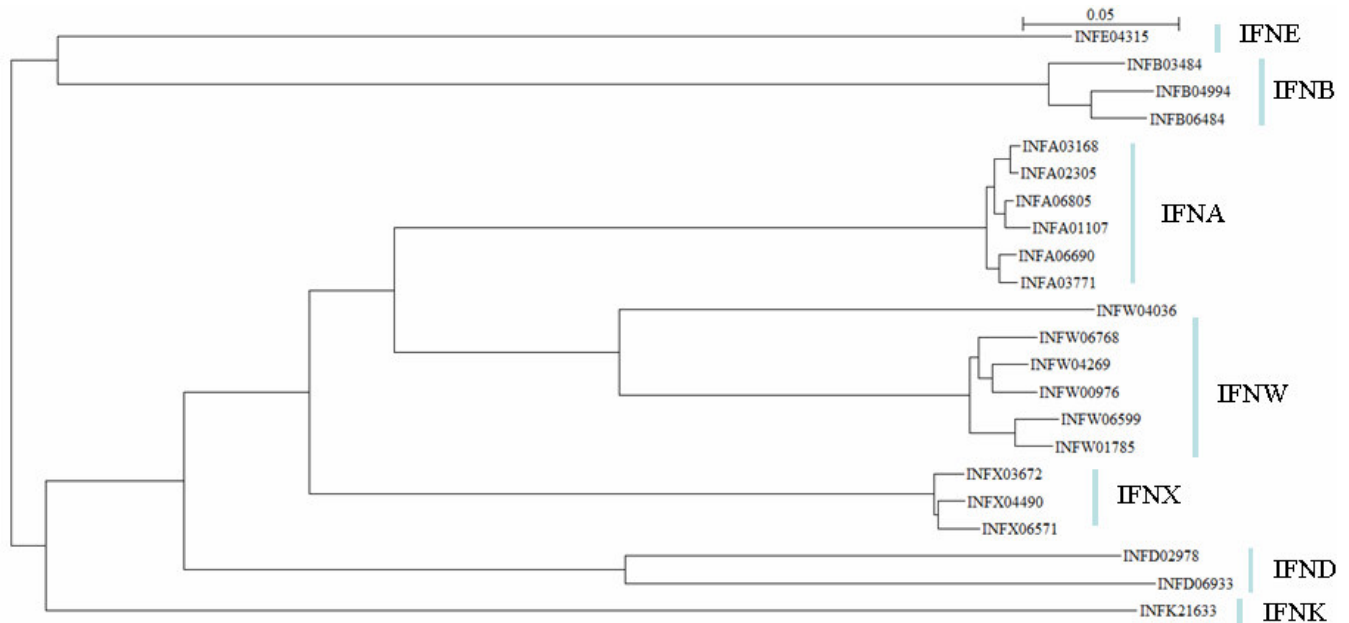 0.05
INFE04315
IFNE
INFB03484
INFB04994
IFNB
INFB06484
INFA03168
INFA02305
INFA06805
IFNA
INFA01107
INFA06690
INFA03771
INFW04036
INFW06768
INFW04269
INFW00976
IFNW
INFW06599
INFW01785
INFX03672
INFX04490
IFNX
INFX06571
INFD02978
IFND
INFD06933
INFK21633
IFNK